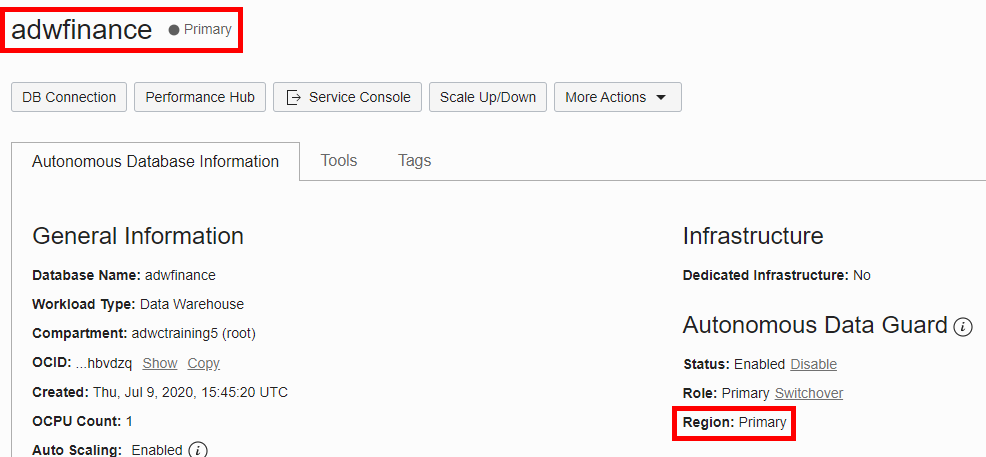 adwfinance Primary
DB Connection Performance Hub Service Console Scale Up/Down More Actions
Autonomous Database Information Tools Tags
General Information
Database Name: adwfinance
Workload Type: Data Warehouse
Compartment: adwctraining5 (root)
OCID: ...hbvdzq Show Copy
Created: Thu, Jul 9, 2020, 15:45:20 UTC
OCPU Count: 1
Auto Scaling: Enabled i
Infrastructure
Dedicated Infrastructure: No
Autonomous Data Guard i
Status: Enabled Disable
Role: Primary Switchover
Region: Primary